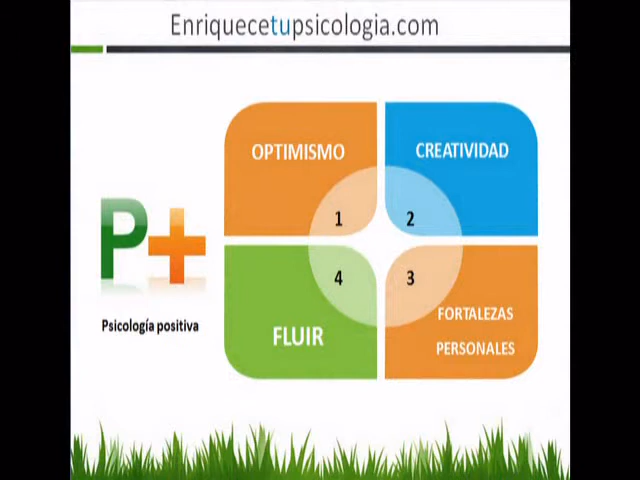 Enriquecetupsicologia.com
OPTIMISMO
CREATIVIDAD
1
2
P+
4
3
Psicología positiva
FLUIR
FORTALEZAS
PERSONALES